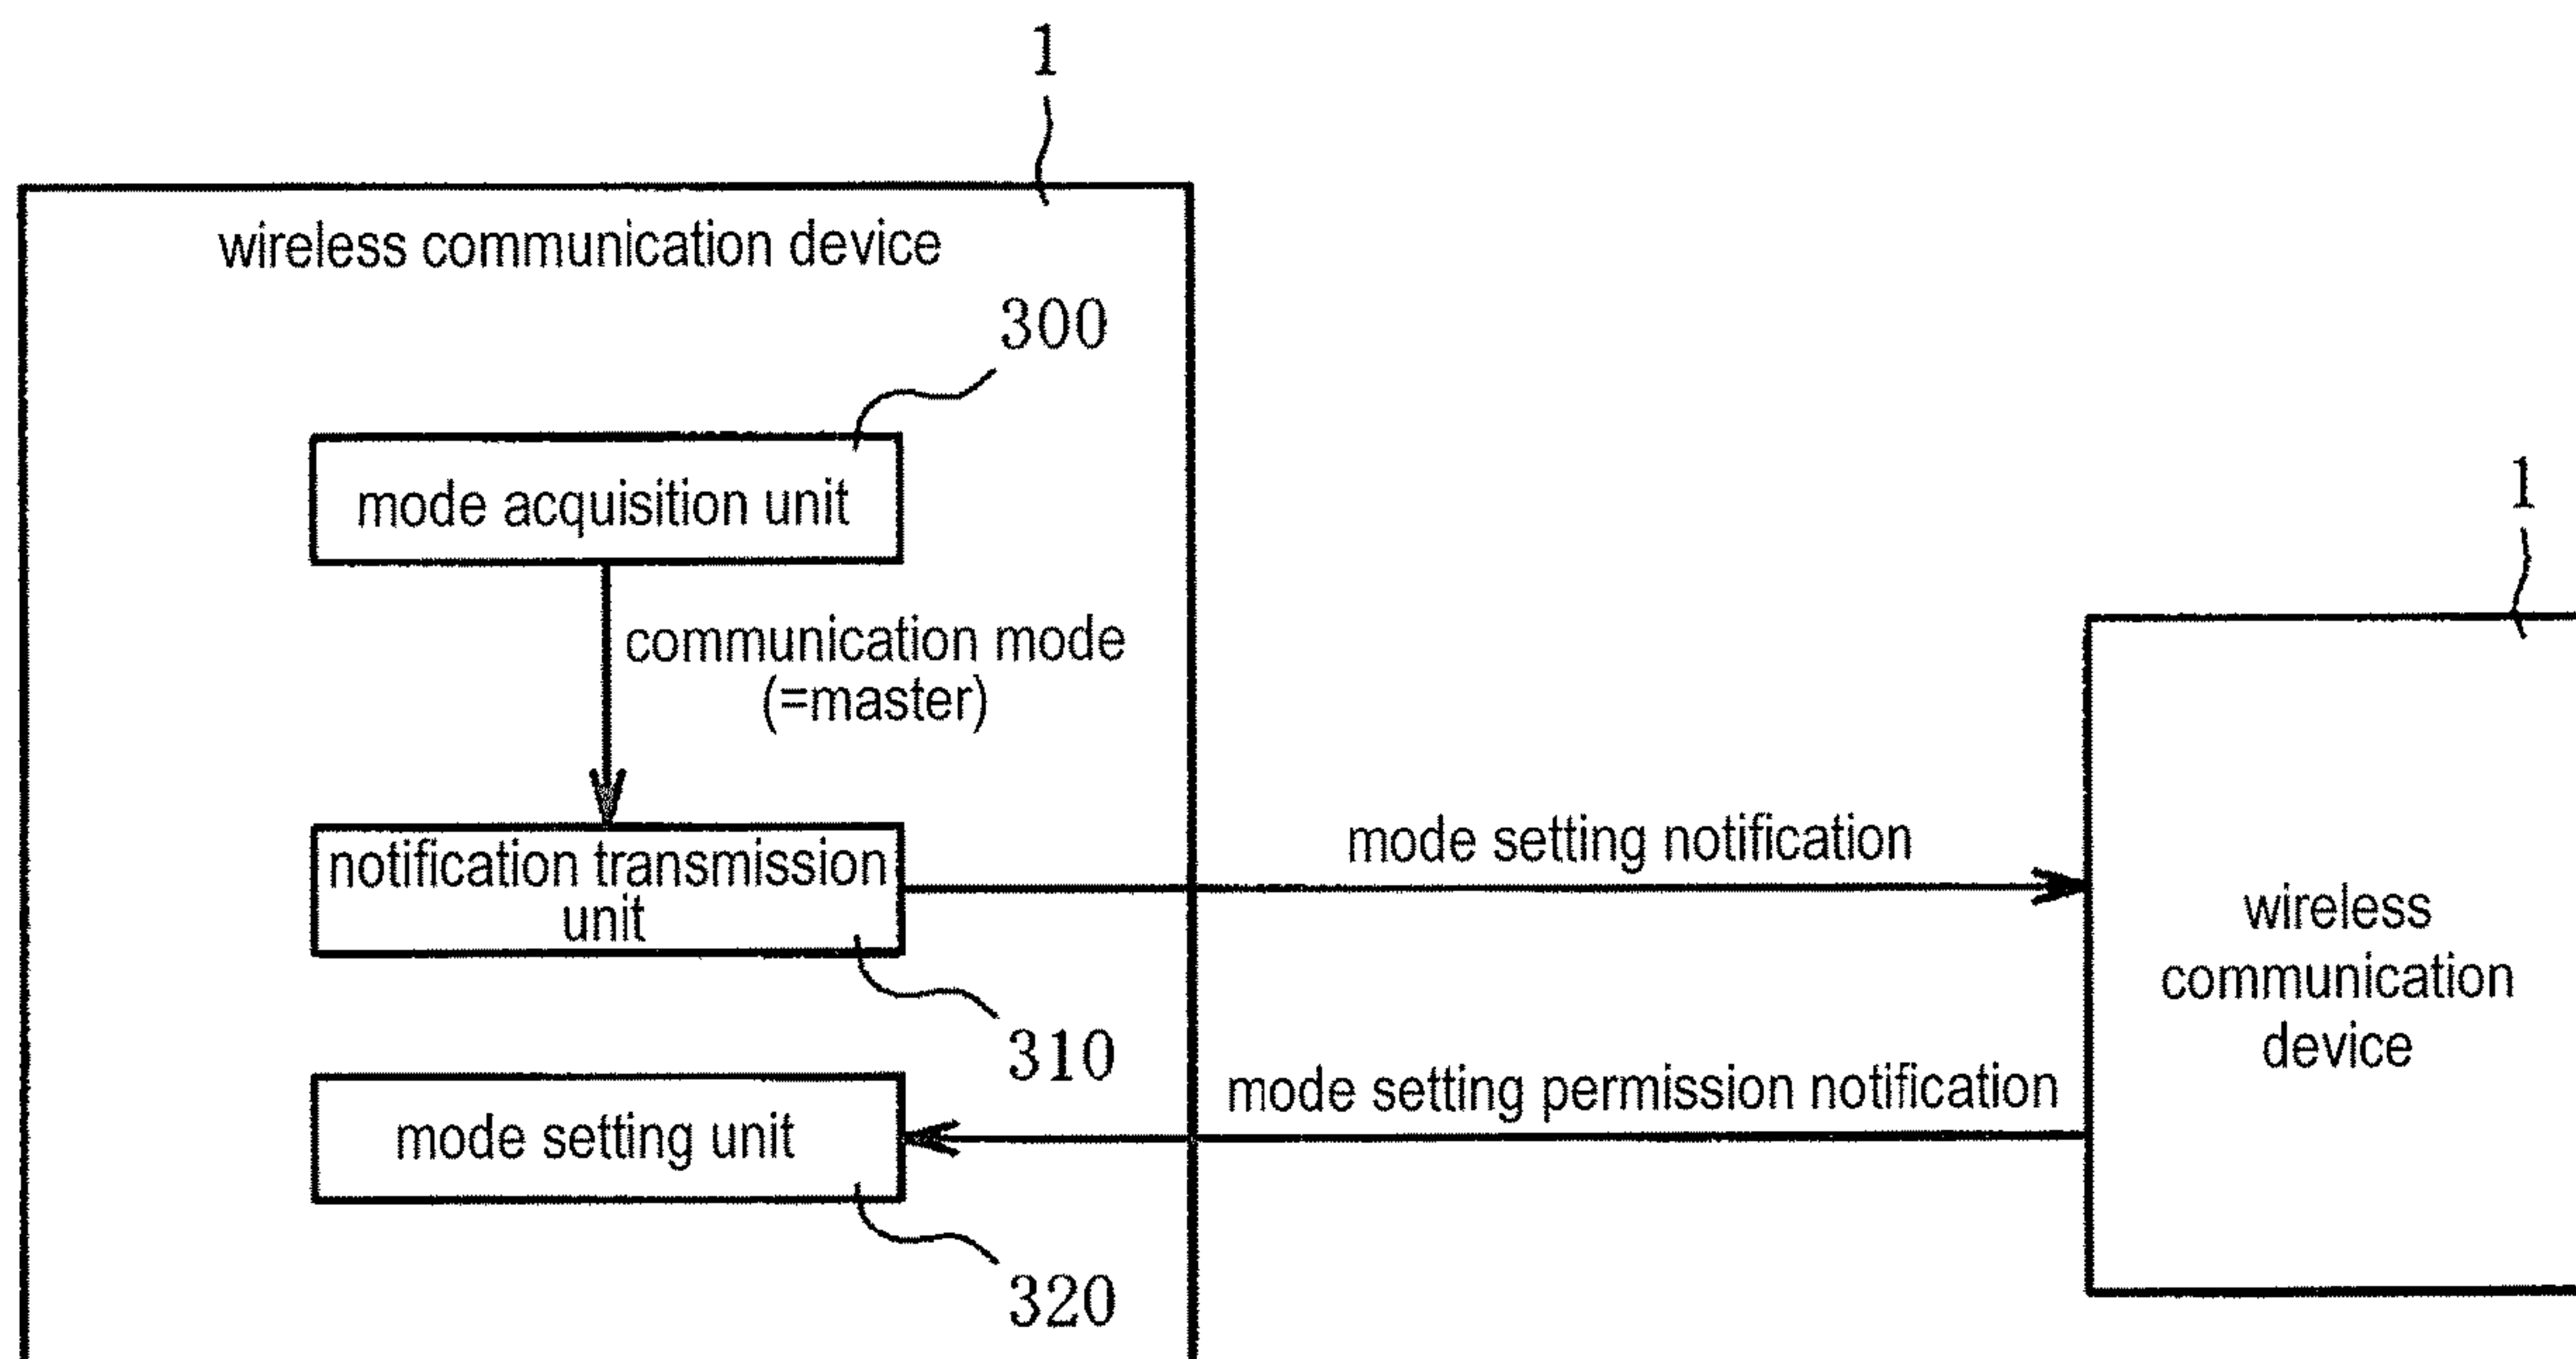 1
wireless communication device
300
mode acquisition unit
1
communication mode
(=master)
mode setting notification
notification transmission
unit
wireless
communication
device
310
mode setting permission notification
mode setting unit
320